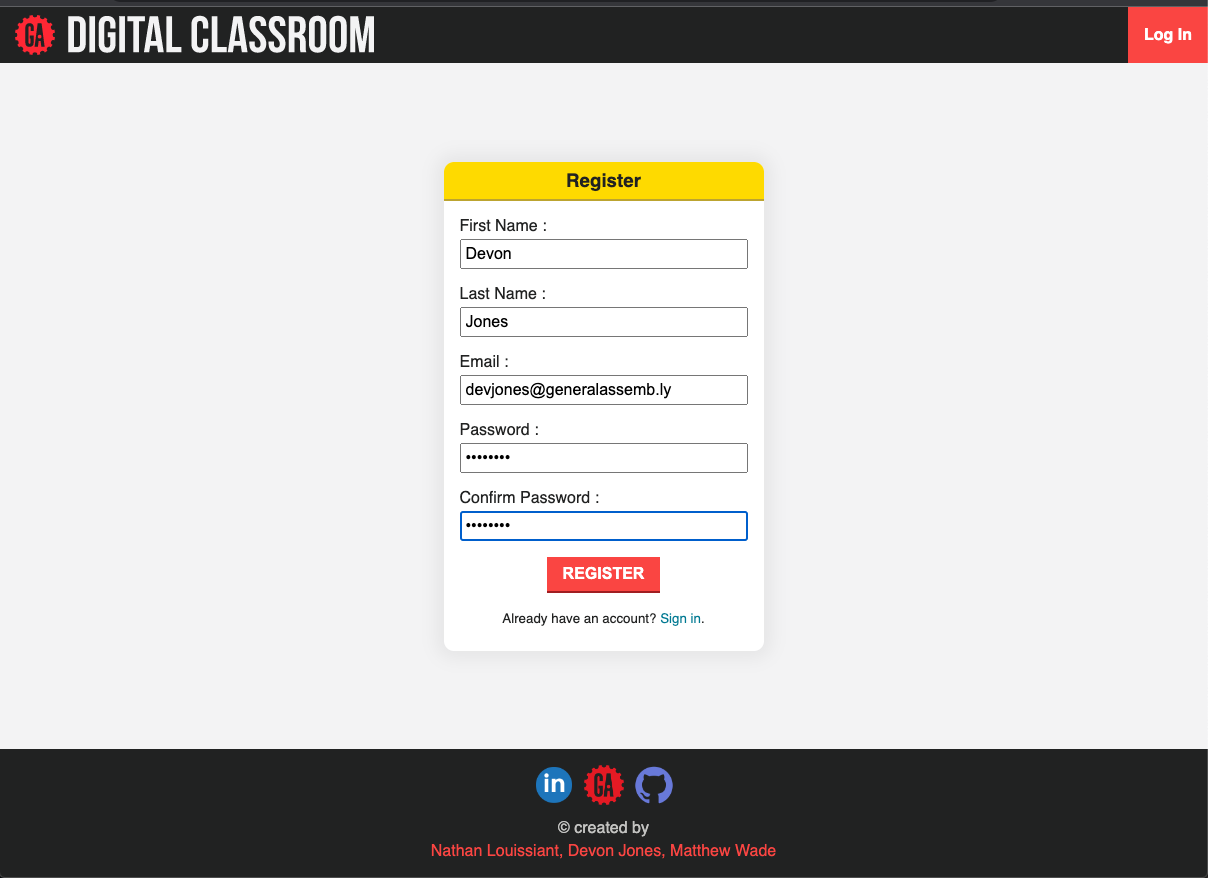 GA DIGITAL CLASSROOM
Log In
Register
First Name :
Devon
Last Name :
Jones
Email :
devjones@generalassemb.ly
Password :
••••••••
Confirm Password :
••••••••
REGISTER
Already have an account? Sign in.
in GA
© created by
Nathan Louissiant, Devon Jones, Matthew Wade